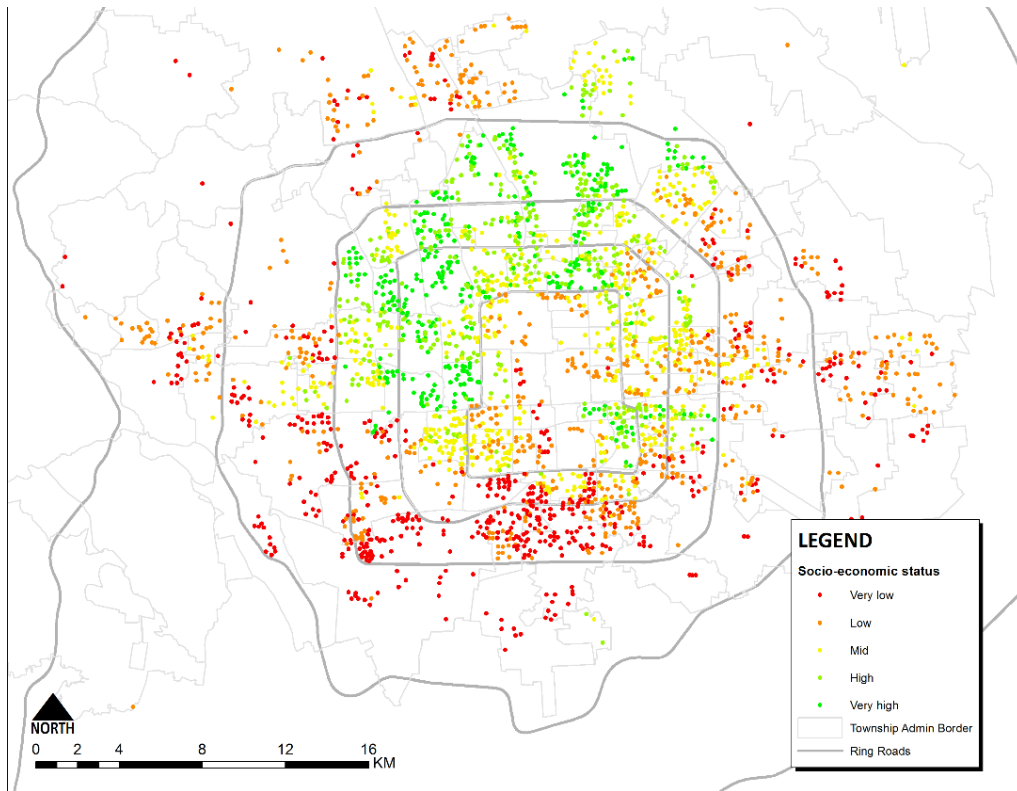 LEGEND
Socio-economic status
Very low
Low
Mid
High
Very high
Township Admin Border
Ring Roads
NORTH
0 2 4 8 12 16
KM